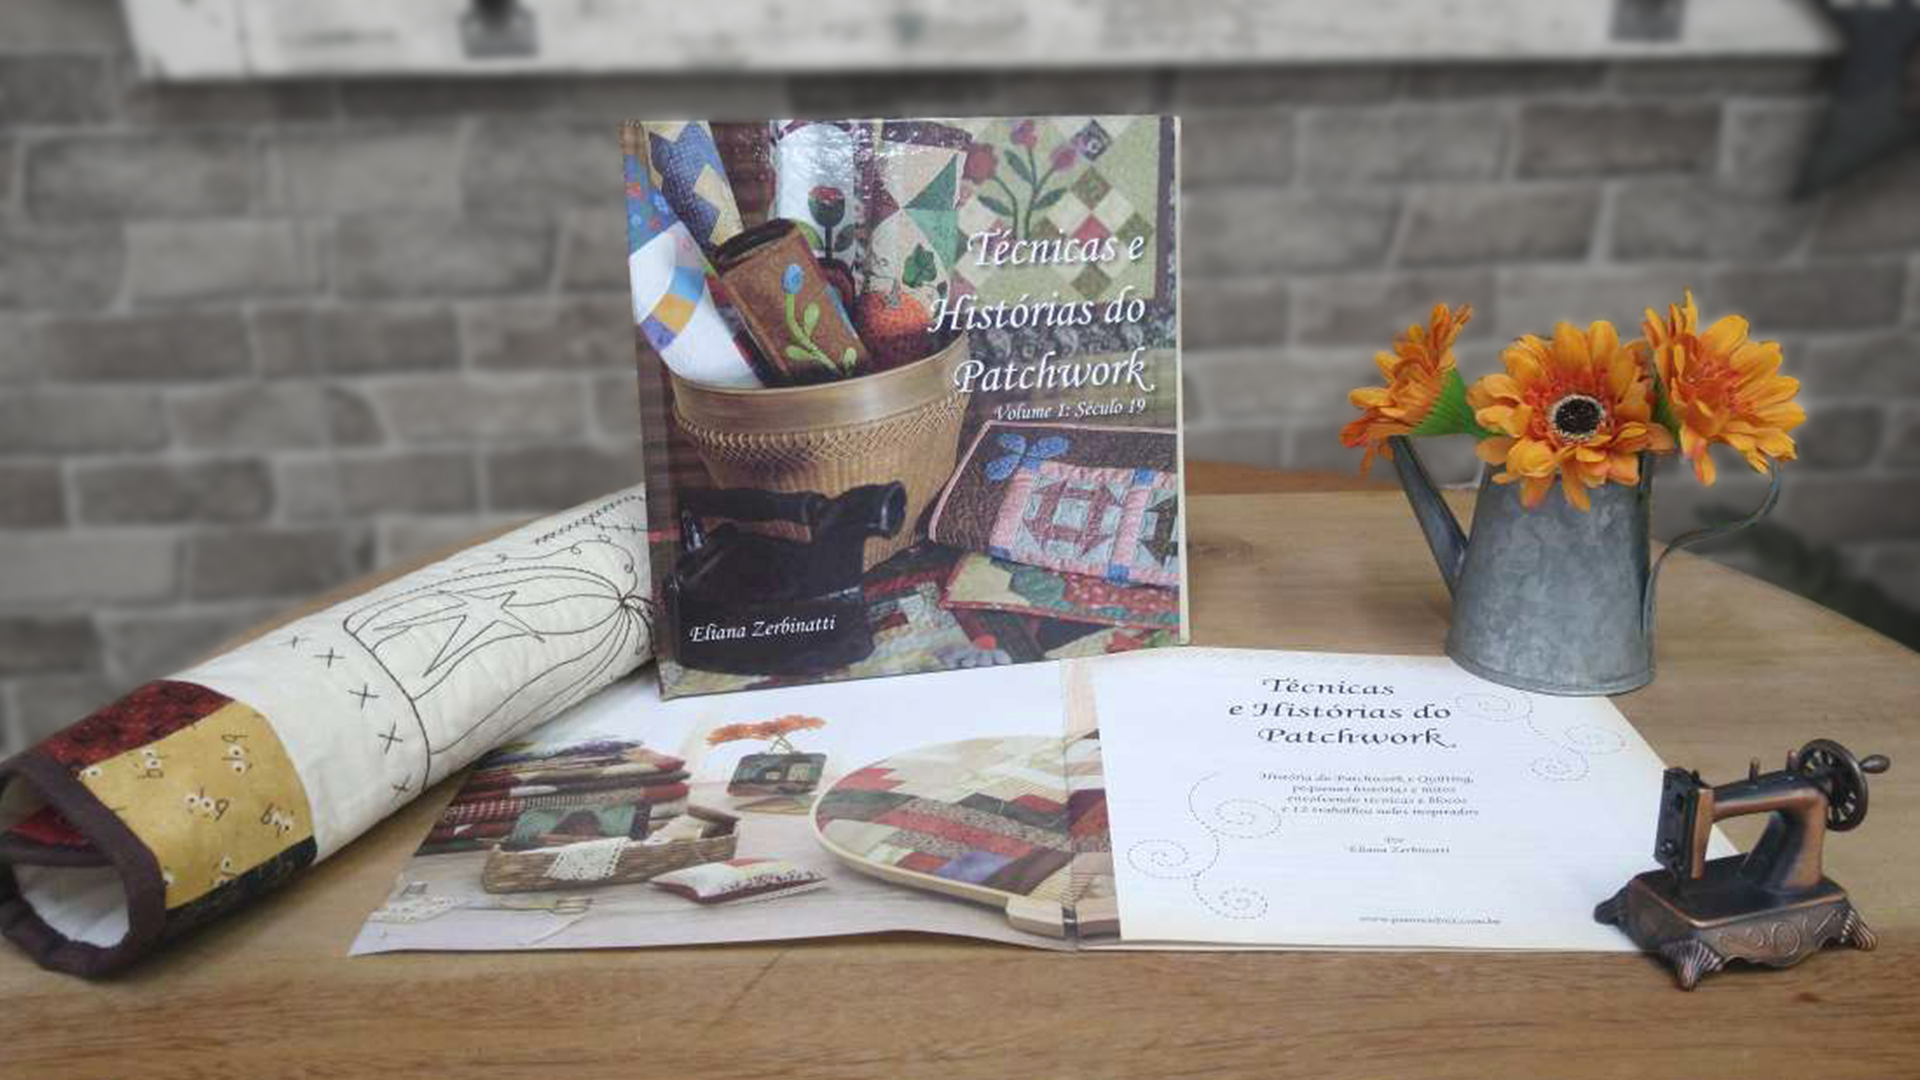 Técnicas e
Histórias do
Patchwork
Volume 1: Século 19
Eliana Zerbinatti
Técnicas
e Histórias do
Patchwork
História do Patchwork e Quilting,
pequenas histórias e mitos
envolvendo técnicas e blocos
e 12 trabalhos neles inspirados
Por
Eliana Zerbinatti